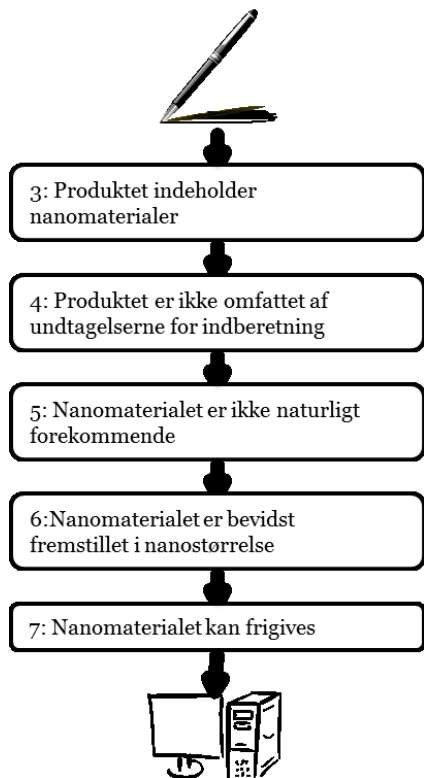 3: Produktet indeholder
nanomaterialer
4: Produktet er ikke omfattet af
undtagelserne for indberetning
5: Nanomaterialet er ikke naturligt
forekommende
6:Nanomaterialet er bevidst
fremstillet i nanostørrelse
7: Nanomaterialet kan frigives